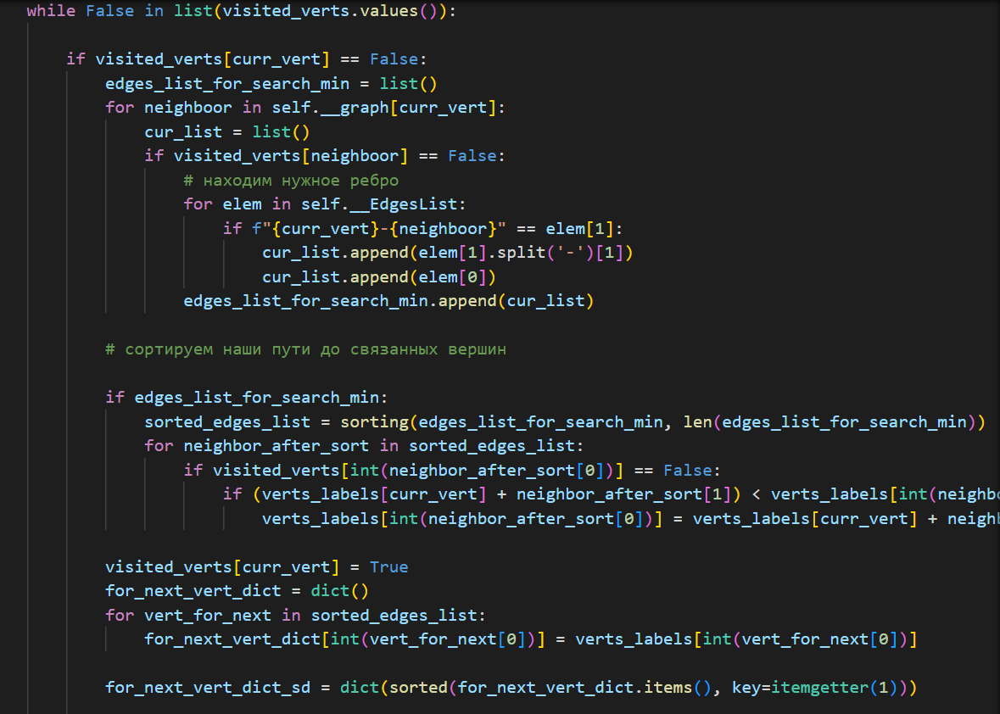 while False in list(visited_verts.values()):
if visited_verts[curr_vert] == False:
edges_list_for_search_min = list()
for neighboor in self.__graph[curr_vert]:
cur_list = list()
if visited_verts[neighboor] == False:
# находим нужное ребро
for elem in self.__EdgesList:
if f"{curr_vert}-{neighboor}" == elem[1]:
cur_list.append(elem[1].split('-')[1])
cur_list.append(elem[0])
edges_list_for_search_min.append(cur_list)
# сортируем наши пути до связанных вершин
if edges_list_for_search_min:
sorted_edges_list = sorting(edges_list_for_search_min, len(edges_list_for_search_min))
for neighbor_after_sort in sorted_edges_list:
if visited_verts[int(neighbor_after_sort[0])] == False:
if (verts_labels[curr_vert] + neighbor_after_sort[1]) < verts_labels[int(
verts_labels[int(neighbor_after_sort[0])] = verts_labels[curr_vert] +
visited_verts[curr_vert] = True
for_next_vert_dict = dict()
for vert_for_next in sorted_edges_list:
for_next_vert_dict[int(vert_for_next[0])] = verts_labels[int(vert_for_next[0])]
for_next_vert_dict_sd = dict(sorted(for_next_vert_dict.items(), key=itemgetter(1)))